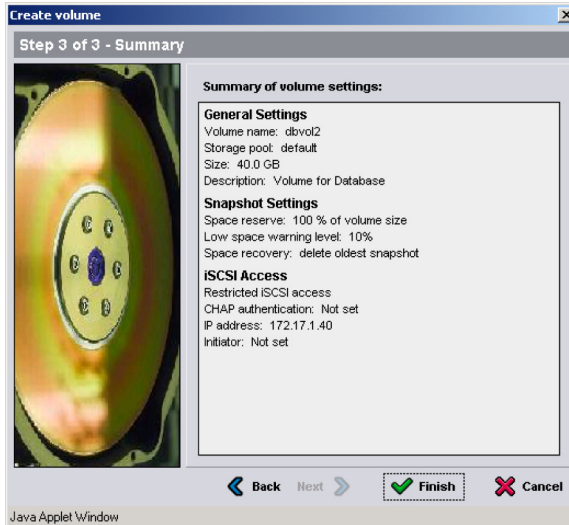 Create volume
Step 3 of 3 - Summary
Summary of volume settings:
General Settings
Volume name: dbvol2
Storage pool: default
Size: 40.0 GB
Description: Volume for Database
Snapshot Settings
Space reserve: 100 % of volume size
Low space warning level: 10%
Space recovery: delete oldest snapshot
iSCSI Access
Restricted iSCSI access
CHAP authentication: Not set
IP address: 172.17.1.40
Initiator: Not set
Back Next Finish Cancel
Java Applet Window